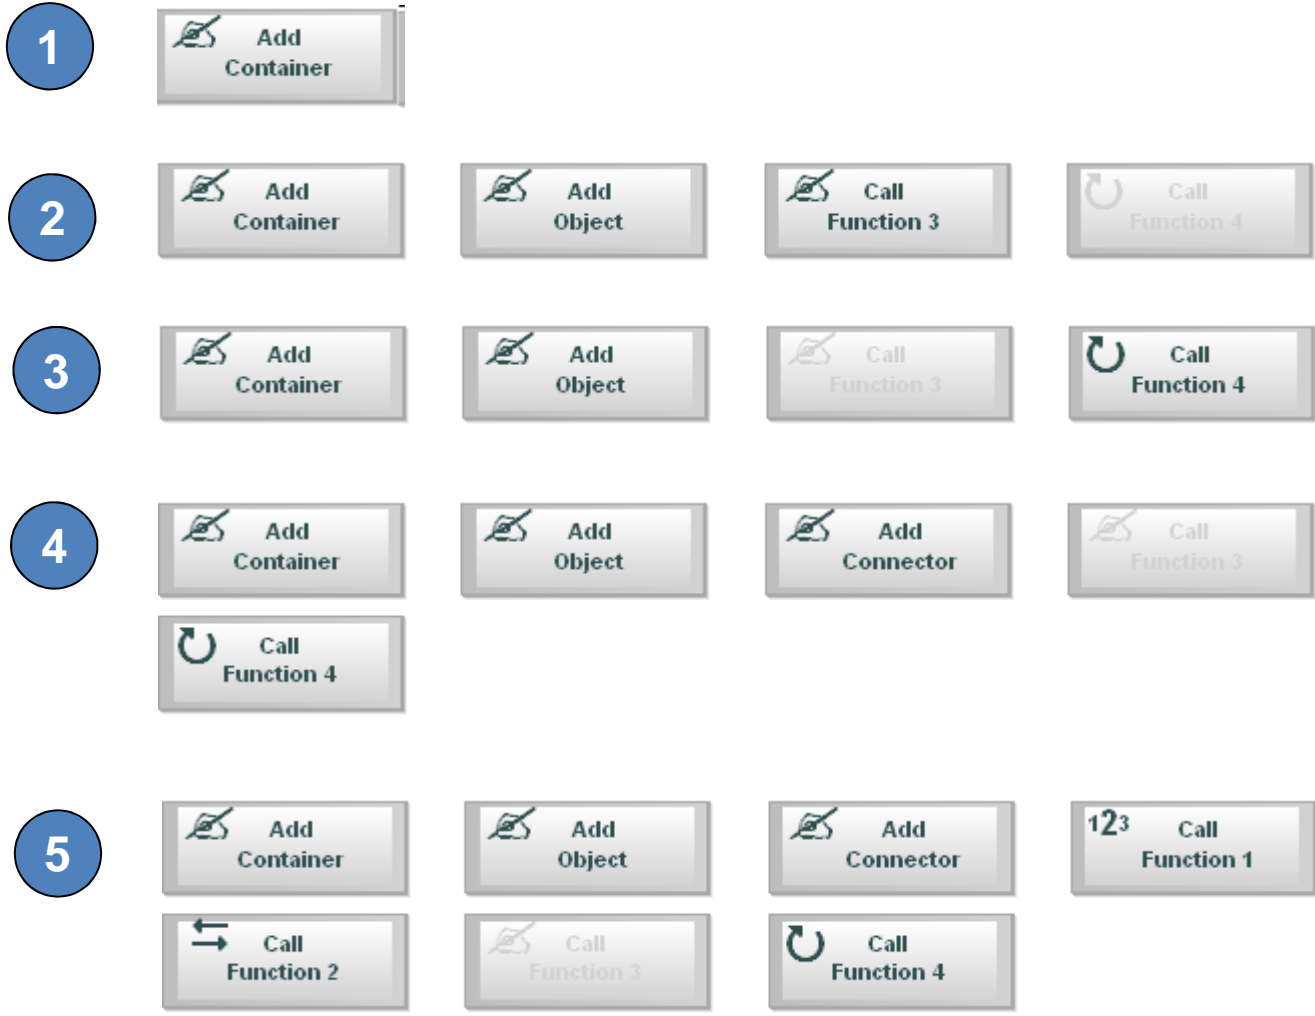 1
Add
Container
2
Add
Container
Add
Object
Call
Function 3
Call
Function 4
3
Add
Container
Add
Object
Call
Function 3
Call
Function 4
4
Add
Container
Add
Object
Add
Connector
Call
Function 3
Call
Function 4
5
Add
Container
Add
Object
Add
Connector
123
Call
Function 1
Call
Function 2
Call
Function 3
Call
Function 4